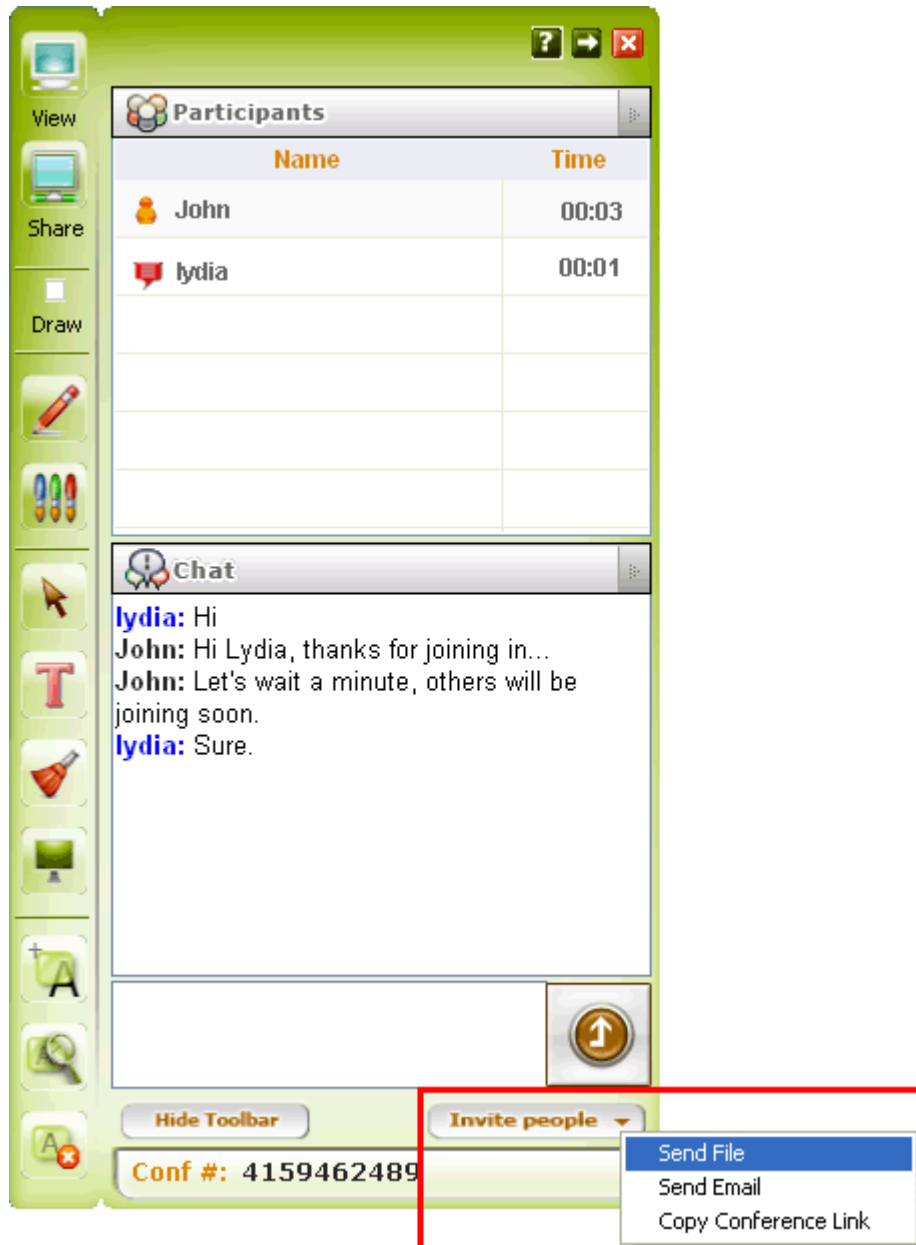 ?
View
Participants
Name Time
John 00:03
Share
lydia 00:01
Draw
Chat
lydia: Hi
John: Hi Lydia, thanks for joining in...
John: Let's wait a minute, others will be
joining soon.
lydia: Sure.
T
A
A
Hide Toolbar Invite people
Conf #: 4159462489
Send File
Send Email
Copy Conference Link